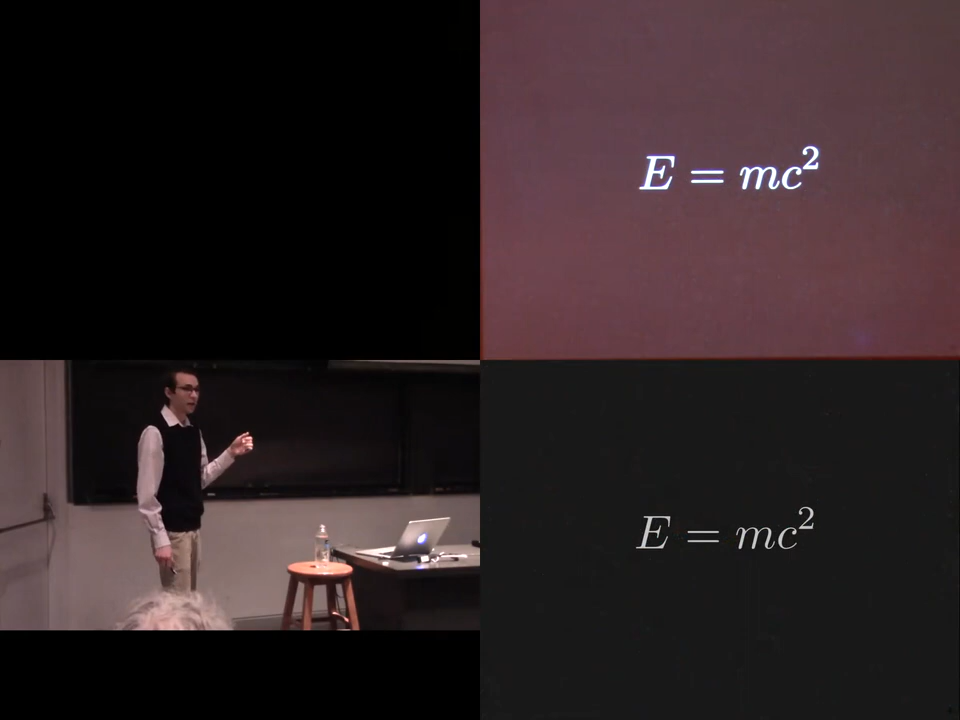 E = mc²
E = mc²